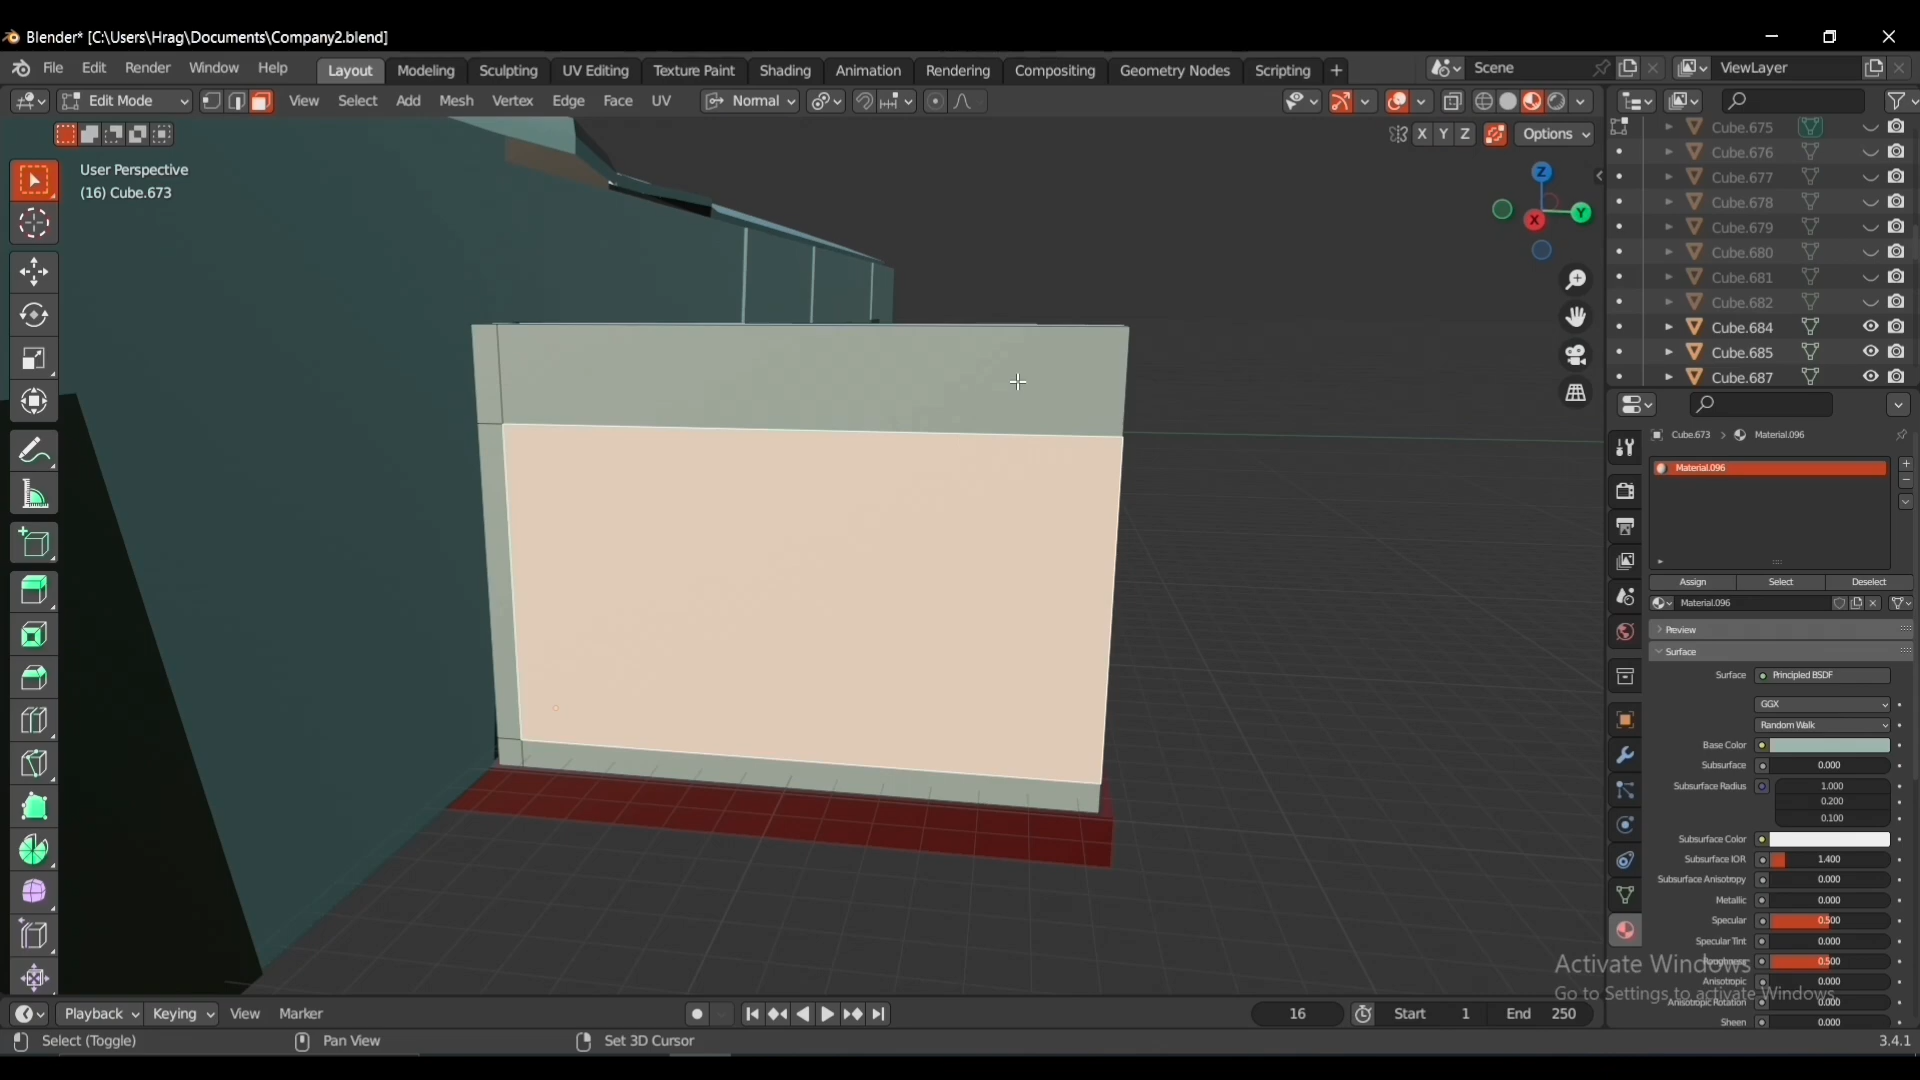 Blender* [C:\Users\Hrag\Documents\Company2.blend]
File Edit Render Window Help Layout Modeling Sculpting UV Editing Texture Paint Shading Animation Rendering Compositing Geometry Nodes Scripting + Scene ViewLayer
Edit Mode View Select Add Mesh Vertex Edge Face UV Normal
X Y Z Options
User Perspective
(16) Cube.673
Z
Y
X
Cube.675
Cube.676
Cube.677
Cube.678
Cube.679
Cube.680
Cube.681
Cube.682
Cube.684
Cube.685
Cube.687
Cube.673 > Material.096
Material.096
Assign Select Deselect
Material.096
Preview
Surface
Surface Principled BSDF
GGX
Random Walk
Base Color
Subsurface 0.000
Subsurface Radius 1.000
0.200
0.100
Subsurface Color
Subsurface IOR 1.400
Subsurface Anisotropy 0.000
Metallic 0.000
Specular 0.500
Specular Tint 0.000
Roughness 0.500
Anisotropic 0.000
Anisotropic Rotation 0.000
Sheen 0.000
Activate Windows
Go to Settings to activate Windows.
Playback Keying View Marker 16 Start 1 End 250
Select (Toggle) Pan View Set 3D Cursor 3.4.1